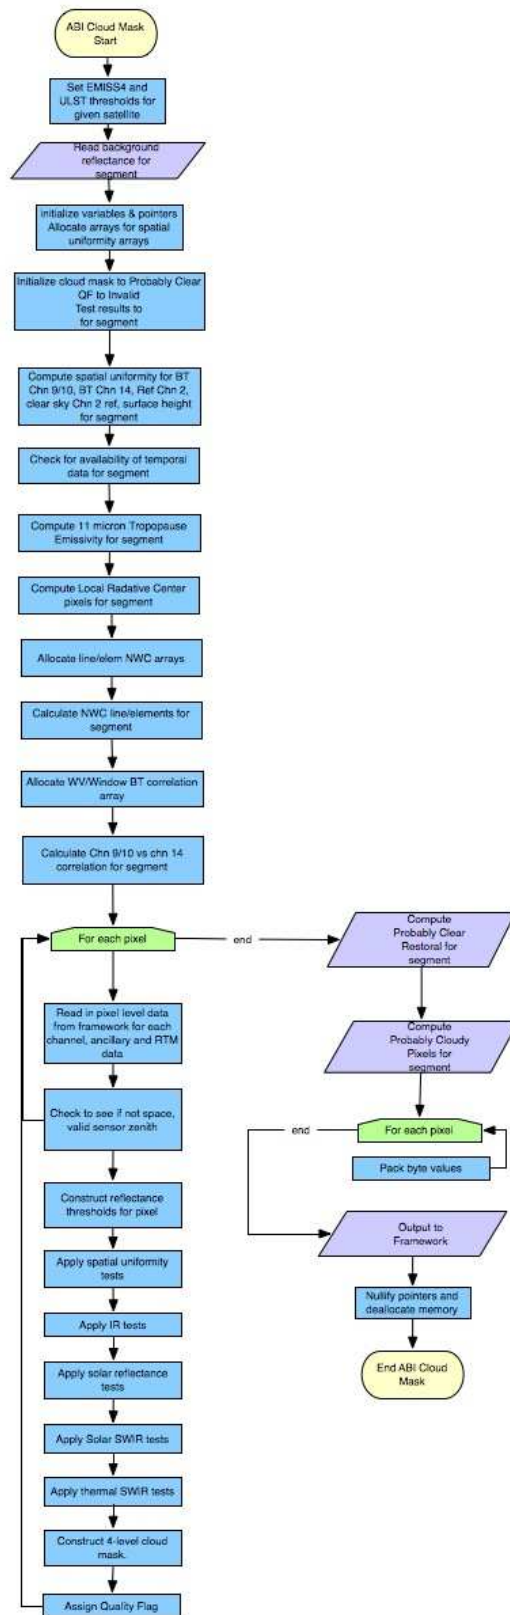 ABI Cloud Mask
Start
Set EMISS4 and
ULST thresholds for
given satellite
Read background
reflectance for
segment
Initialize variables & pointers
Allocate arrays for spatial
uniformity arrays
Initialize cloud mask to Probably Clear
QF to Invalid
Test results to
for segment
Compute spatial uniformity for BT
Chn 9/10, BT Chn 14, Ref Chn 2,
clear sky Chn 2 ref, surface height
for segment
Check for availability of temporal
data for segment
Compute 11 micron Tropopause
Emissivity for segment
Compute Local Radative Center
pixels for segment
Allocate line/elem NWC arrays
Calculate NWC line/elements for
segment
Allocate WV/Window BT correlation
array
Calculate Chn 9/10 vs chn 14
correlation for segment
For each pixel
end
Read in pixel level data
from framework for each
channel, ancillary and RTM
data
Check to see if not space,
valid sensor zenith
Construct reflectance
thresholds for pixel
Apply spatial uniformity
tests
Apply IR tests
Apply solar reflectance
tests
Apply Solar SWIR tests
Apply thermal SWIR tests
Construct 4-level cloud
mask.
Assign Quality Flag
Compute
Probably Clear
Restoral for
segment
Compute
Probably Cloudy
Pixels for
segment
end
For each pixel
Pack byte values
Output to
Framework
Nullify pointers and
deallocate memory
End ABI Cloud
Mask